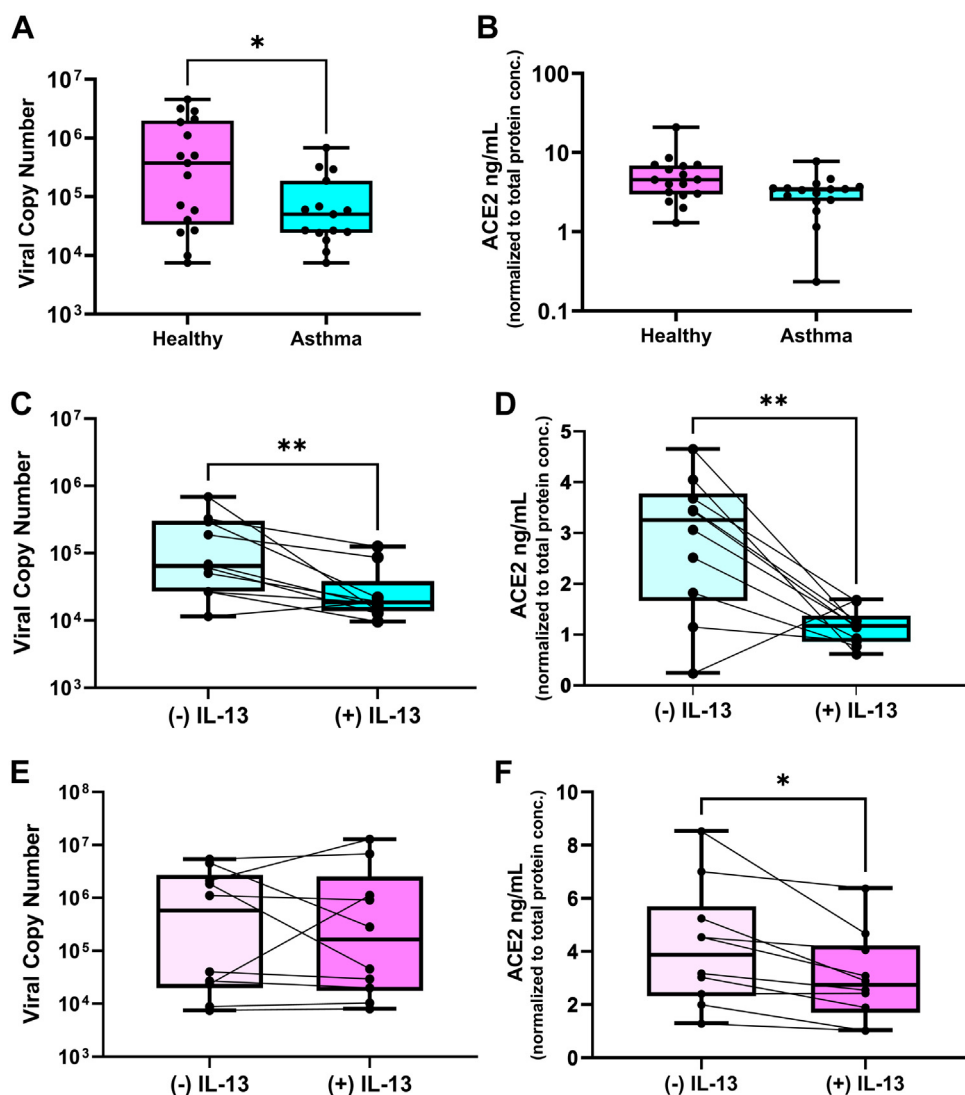 A
*
Viral Copy Number
10⁷
10⁶
10⁵
10⁴
10³
Healthy
Asthma
B
ACE2 ng/mL
(normalized to total protein conc.)
100
10
1
0.1
Healthy
Asthma
C
**
Viral Copy Number
10⁷
10⁶
10⁵
10⁴
10³
(-) IL-13
(+) IL-13
D
**
ACE2 ng/mL
(normalized to total protein conc.)
5
4
3
2
1
0
(-) IL-13
(+) IL-13
E
Viral Copy Number
10⁸
10⁷
10⁶
10⁵
10⁴
10³
(-) IL-13
(+) IL-13
F
*
ACE2 ng/mL
(normalized to total protein conc.)
10
8
6
4
2
0
(-) IL-13
(+) IL-13